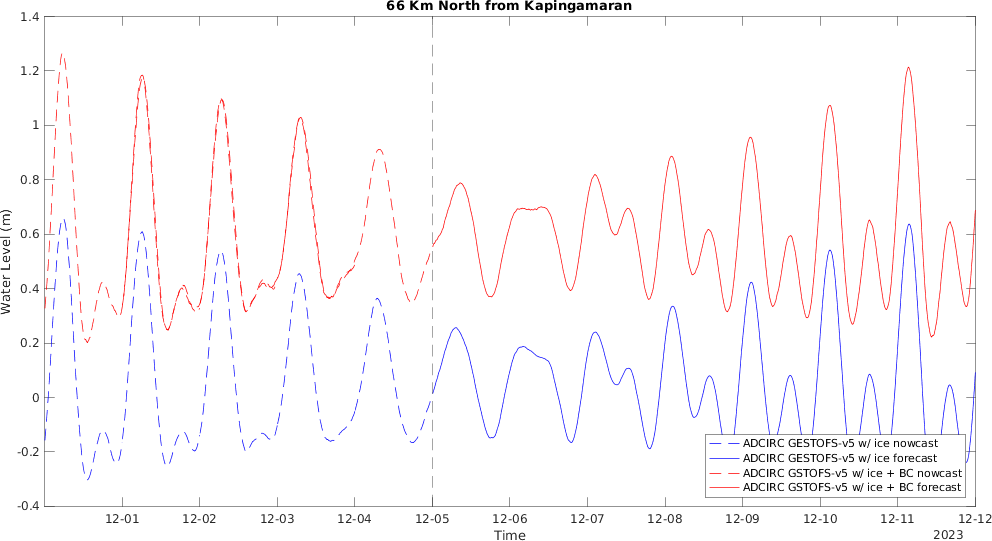 66 Km North from Kapingamaran
1.4
1.2
1
0.8
0.6
0.4
0.2
0
-0.2
-0.4
Water Level (m)
ADCIRC GESTOFS-v5 w/ ice nowcast
ADCIRC GESTOFS-v5 w/ ice forecast
ADCIRC GSTOFS-v5 w/ ice + BC nowcast
ADCIRC GSTOFS-v5 w/ ice + BC forecast
12-01 12-02 12-03 12-04 12-05 12-06 12-07 12-08 12-09 12-10 12-11 12-12
Time
2023